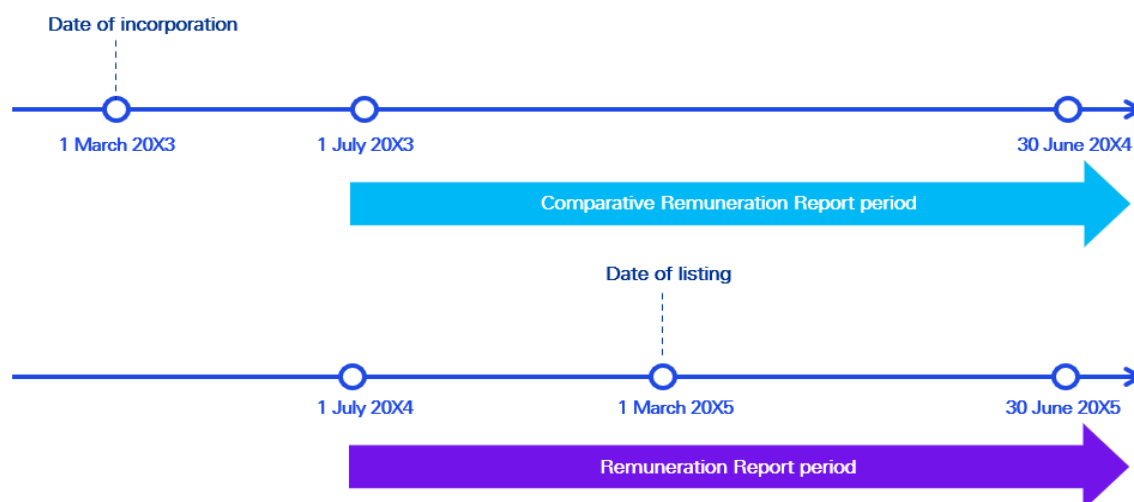 Date of incorporation
1 March 20X3
1 July 20X3
30 June 20X4
Comparative Remuneration Report period
Date of listing
1 July 20X4
1 March 20X5
30 June 20X5
Remuneration Report period